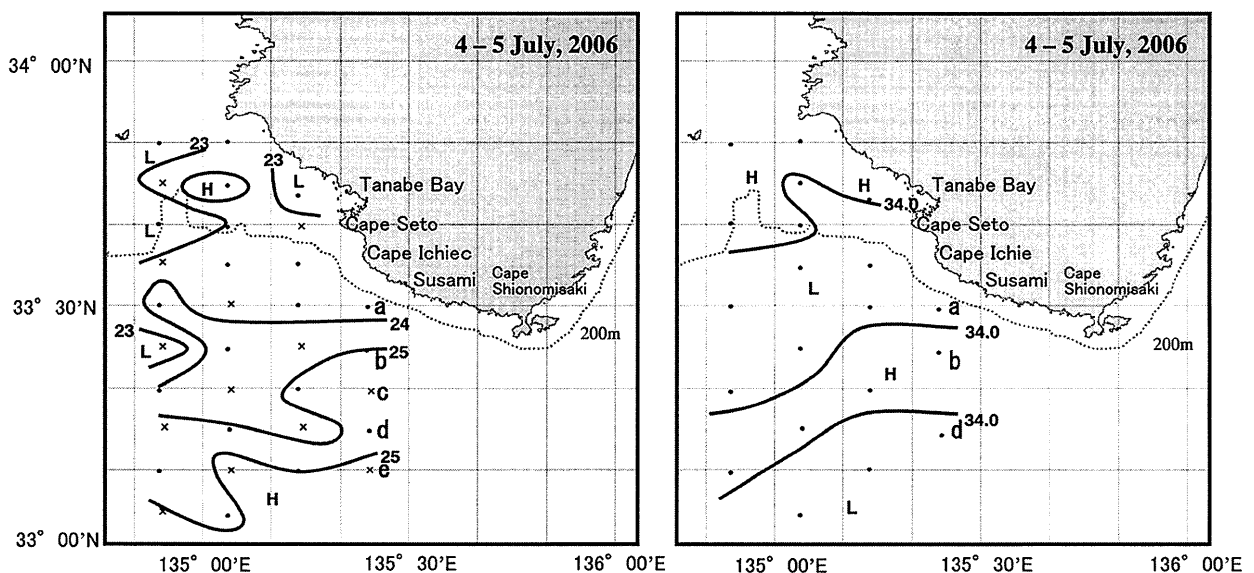 4 – 5 July, 2006
34° 00'N
23
L
23
H
L
Tanabe Bay
L
Cape Seto
Cape Ichiec
Susami
Cape
Shionomisaki
33° 30'N
a
24
200m
23
L
25
b
c
d
25
e
H
33° 00'N
135° 00'E
135° 30'E
136° 00'E
4 – 5 July, 2006
H
H
Tanabe Bay
34.0
Cape Seto
Cape Ichie
Susami
Cape
Shionomisaki
L
a
34.0
200m
b
H
34.0
d
L
135° 00'E
135° 30'E
136° 00'E